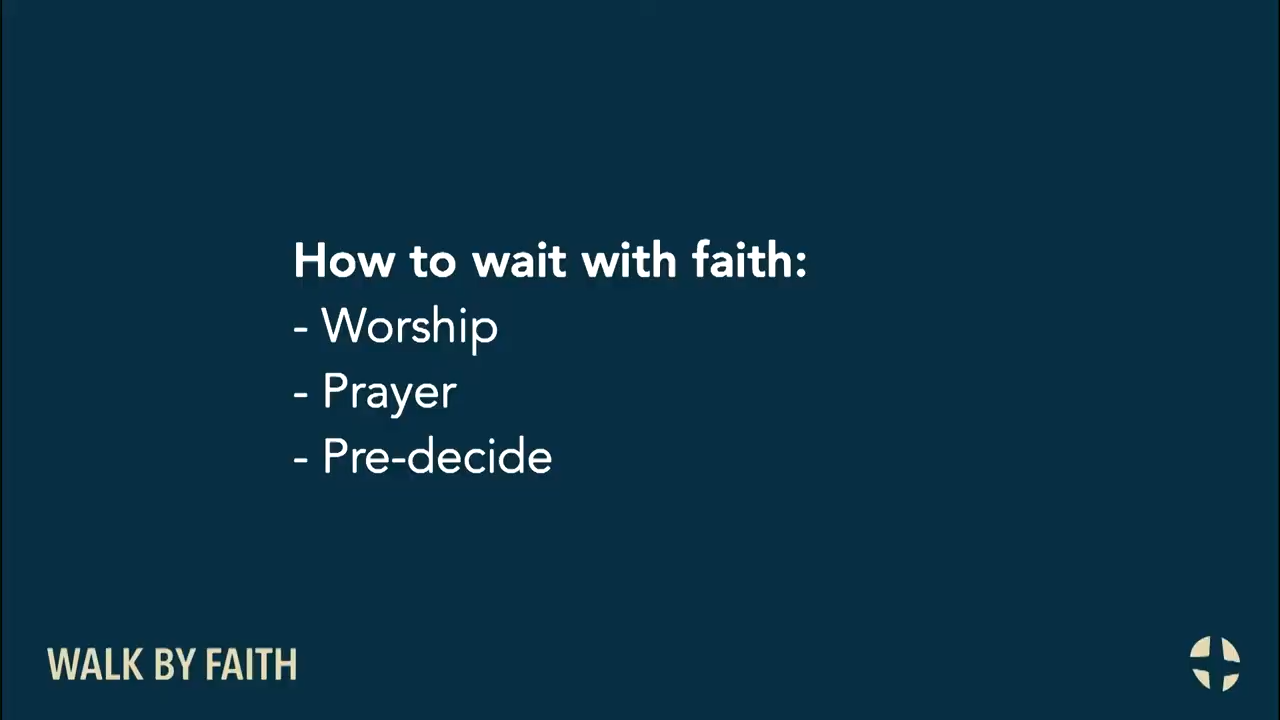 How to wait with faith:
- Worship
- Prayer
- Pre-decide
WALK BY FAITH